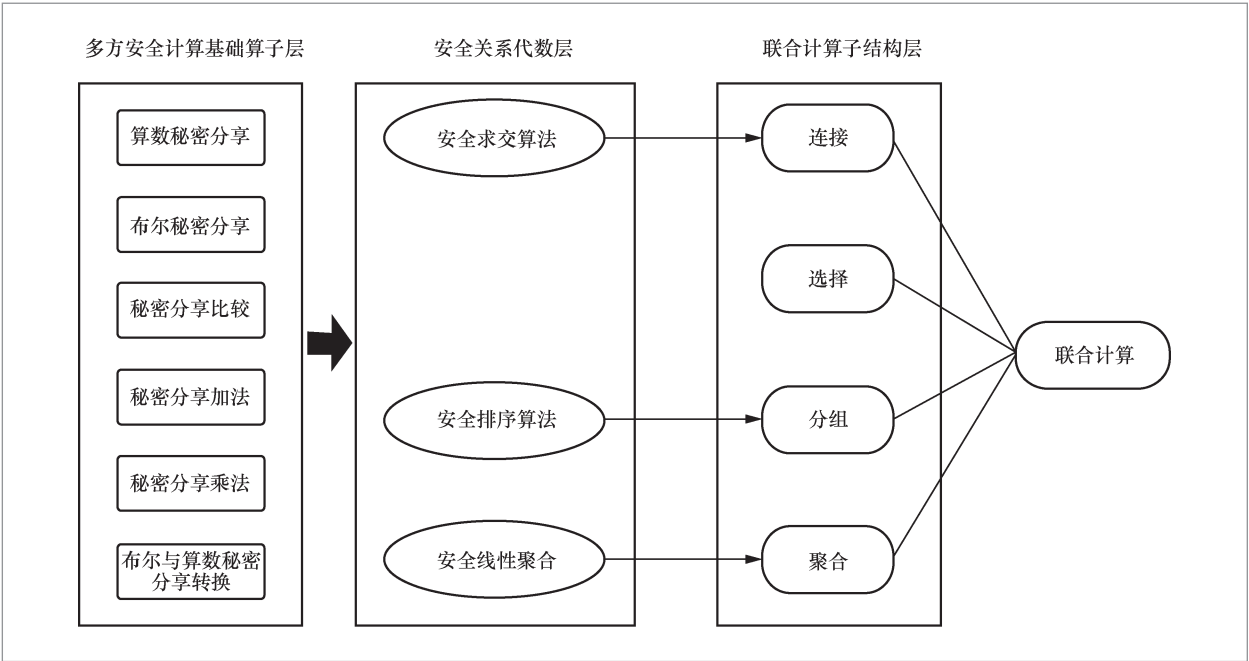 多方安全计算基础算子层
算数秘密分享
布尔秘密分享
秘密分享比较
秘密分享加法
秘密分享乘法
布尔与算数秘密
分享转换
安全关系代数层
安全求交算法
安全排序算法
安全线性聚合
联合计算子结构层
连接
选择
分组
聚合
联合计算